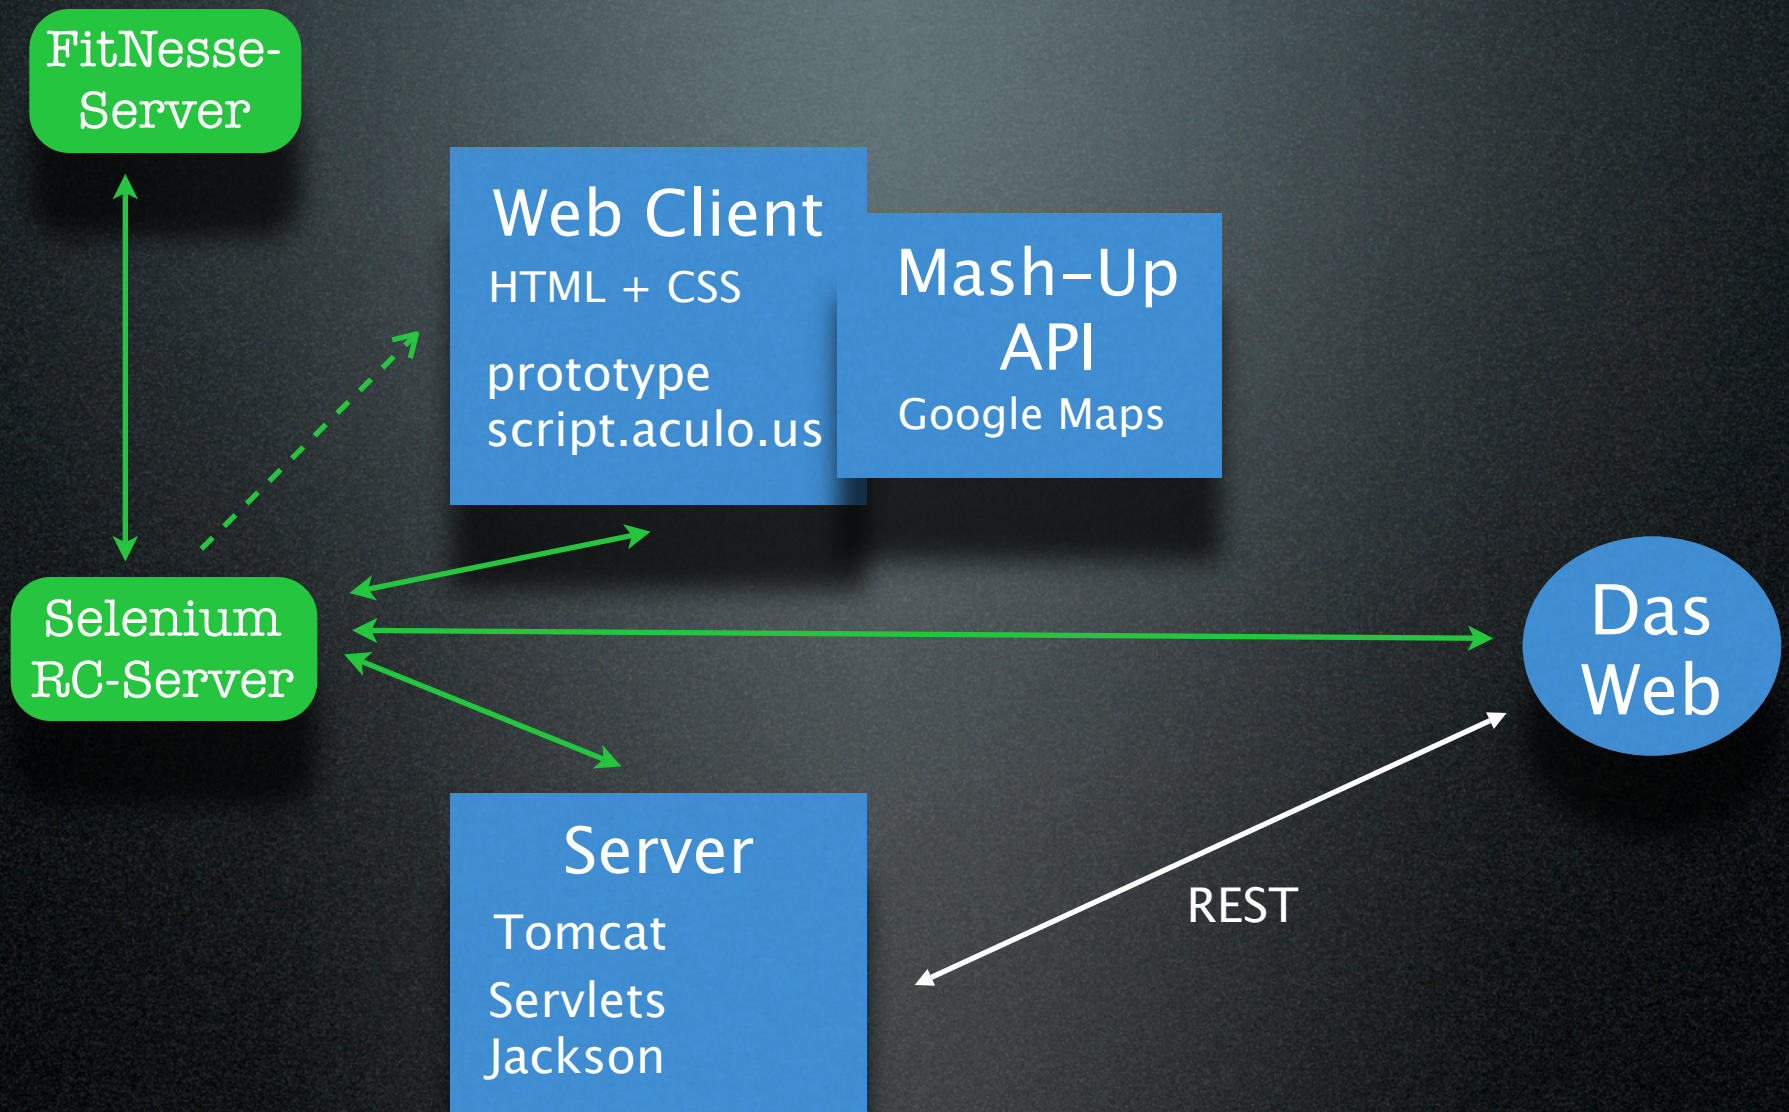 FitNesse-
Server
Web Client
HTML + CSS
prototype
script.aculo.us
Mash-Up
API
Google Maps
Selenium
RC-Server
Das
Web
Server
Tomcat
Servlets
Jackson
REST